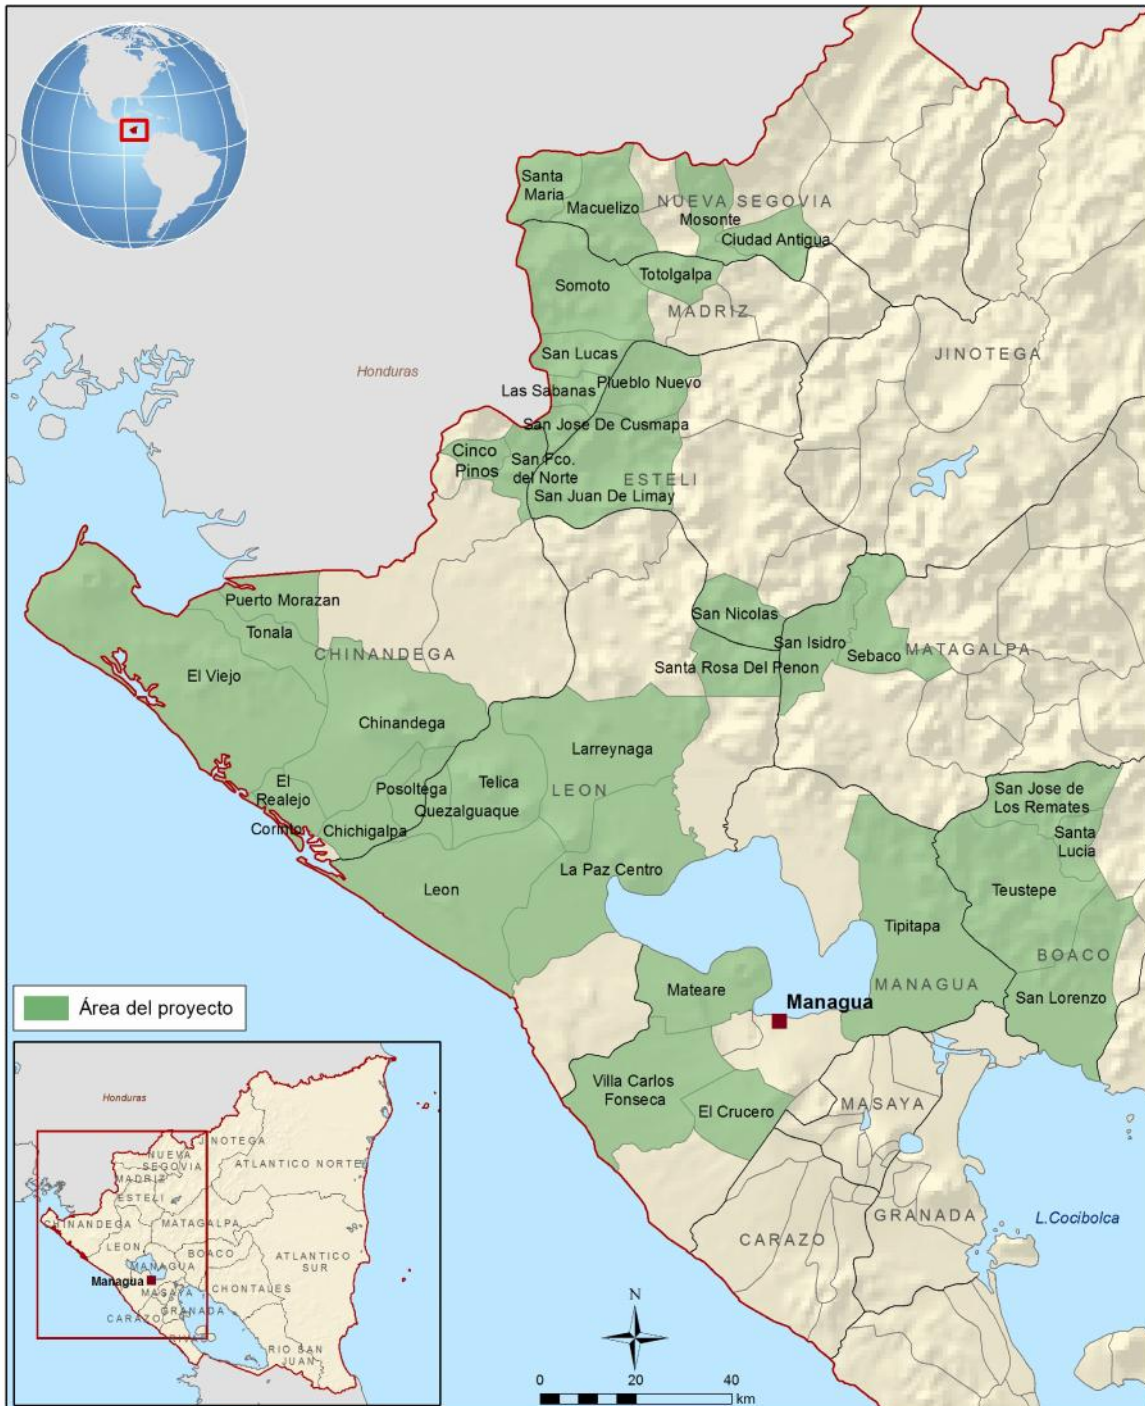 Santa
Maria
Macuelizo
NUEVA SEGOVIA
Mosonte
Ciudad Antigua
Totolgalpa
Somoto
MADRIZ
JINOTEGA
San Lucas
Honduras
Las Sabanas
Plueblo Nuevo
San Jose De Cusmapa
Cinco
Pinos
San Fco.
del Norte
ESTELI
San Juan De Limay
Puerto Morazan
Tonala
San Nicolas
San Isidro
CHINANDEGA
Sebaco
MATAGALPA
El Viejo
Santa Rosa Del Penon
Chinandega
Larreynaga
El
Realejo
Posoltega
Telica
LEON
San Jose de
Los Remates
Quezalguaque
Corinto
Chichigalpa
Santa
Lucia
La Paz Centro
Leon
Teustepe
Tipitapa
BOACO
MANAGUA
Mateare
San Lorenzo
Managua
Área del proyecto
Villa Carlos
Fonseca
El Crucero
MASAYA
GRANADA
L.Cocibolca
CARAZO
Honduras
JINOTEGA
NUEVA
SEGOVIA
ATLANTICO NORTE
MADRIZ
ESTELI
CHINANDEGA
MATAGALPA
LEON
BOACO
ATLANTICO
SUR
MANAGUA
Managua
CHONTALES
MASAYA
GRANADA
CARAZO
RIVAS
RIO SAN
JUAN
N
0 20 40
km